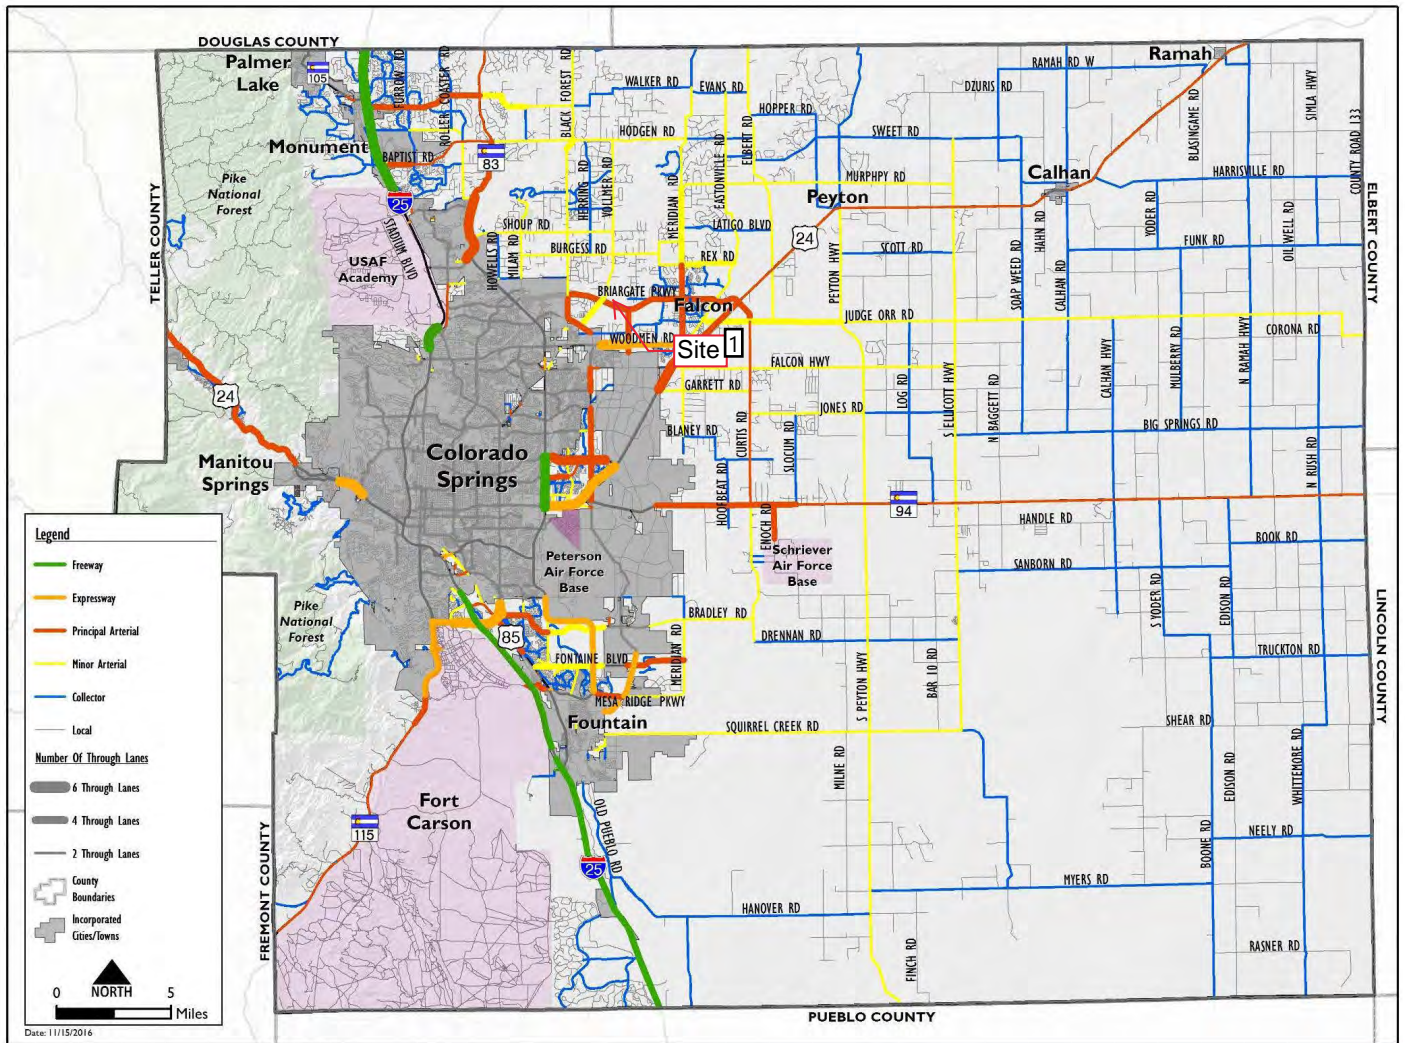 DOUGLAS COUNTY
Palmer
Lake
105
FURROW RD
ROLLER COASTER RD
BLACK FOREST RD
WALKER RD
EVANS RD
HOPPER RD
DZURIS RD
RAMAH RD W
Ramah
BLASINGAME RD
SIMLA HWY
COUNTY ROAD 133
Monument
BAPTIST RD
83
HODGEN RD
ELBERT RD
SWEET RD
Calhan
HARRISVILLE RD
Pike
National
Forest
25
STADIUM BLVD
HERRING RD
VOLLMER RD
MERIDIAN RD
EASTONVILLE RD
MURPHPY RD
Peyton
TELLER COUNTY
ELBERT COUNTY
SHOUP RD
BURGESS RD
LATIGO BLVD
24
HAHN RD
YODER RD
OIL WELL RD
USAF
Academy
HOWELLS RD
MILAM RD
REX RD
PEYTON HWY
SCOTT RD
SOAP WEED RD
CALHAN RD
FUNK RD
BRIARGATE PKWY
Falcon
JUDGE ORR RD
CORONA RD
WOODMEN RD
Site 1
FALCON HWY
GARRETT RD
LOG RD
S ELLICOTT HWY
N BAGGETT RD
CALHAN HWY
MULBERRY RD
N RAMAH HWY
24
JONES RD
BLANEY RD
CURTIS RD
SLOCUM RD
BIG SPRINGS RD
Colorado
Springs
Manitou
Springs
HOOFBEAT RD
N RUSH RD
94
ENOCH RD
HANDLE RD
BOOK RD
Peterson
Air Force
Base
Schriever
Air Force
Base
SANBORN RD
S YODER RD
EDISON RD
LINCOLN COUNTY
Pike
National
Forest
BRADLEY RD
85
DRENNAN RD
FONTAINE BLVD
MERIDIAN RD
TRUCKTON RD
MESA RIDGE PKWY
S PEYTON HWY
BAR 10 RD
Fountain
SQUIRREL CREEK RD
SHEAR RD
MILNE RD
EDISON RD
WHITTEMORE RD
Fort
Carson
115
OLD PUEBLO RD
25
BOONE RD
NEELY RD
MYERS RD
FREMONT COUNTY
HANOVER RD
FINCH RD
RASNER RD
PUEBLO COUNTY
Legend
Freeway
Expressway
Principal Arterial
Minor Arterial
Collector
Local
Number Of Through Lanes
6 Through Lanes
4 Through Lanes
2 Through Lanes
County
Boundaries
Incorporated
Cities/Towns
NORTH
0 5
Miles
Date: 11/15/2016